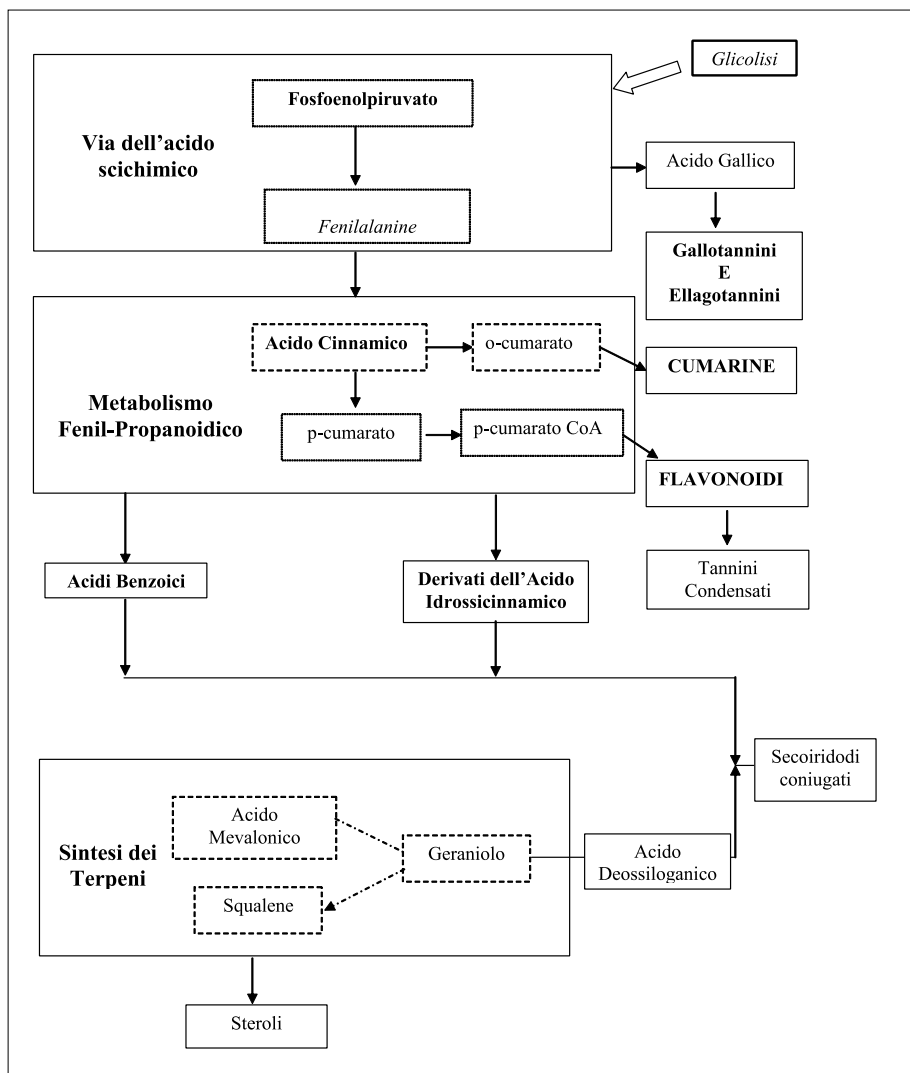 Glicolisi
Fosfoenolpiruvato
Via dell’acido
scichimico
Fenilalanine
Acido Gallico
Gallotannini
E
Ellagotannini
Acido Cinnamico
o-cumarato
CUMARINE
Metabolismo
Fenil-Propanoidico
p-cumarato
p-cumarato CoA
FLAVONOIDI
Tannini
Condensati
Acidi Benzoici
Derivati dell’Acido
Idrossicinnamico
Secoiridodi
coniugati
Acido
Mevalonico
Sintesi dei
Terpeni
Geraniolo
Acido
Deossiloganico
Squalene
Steroli